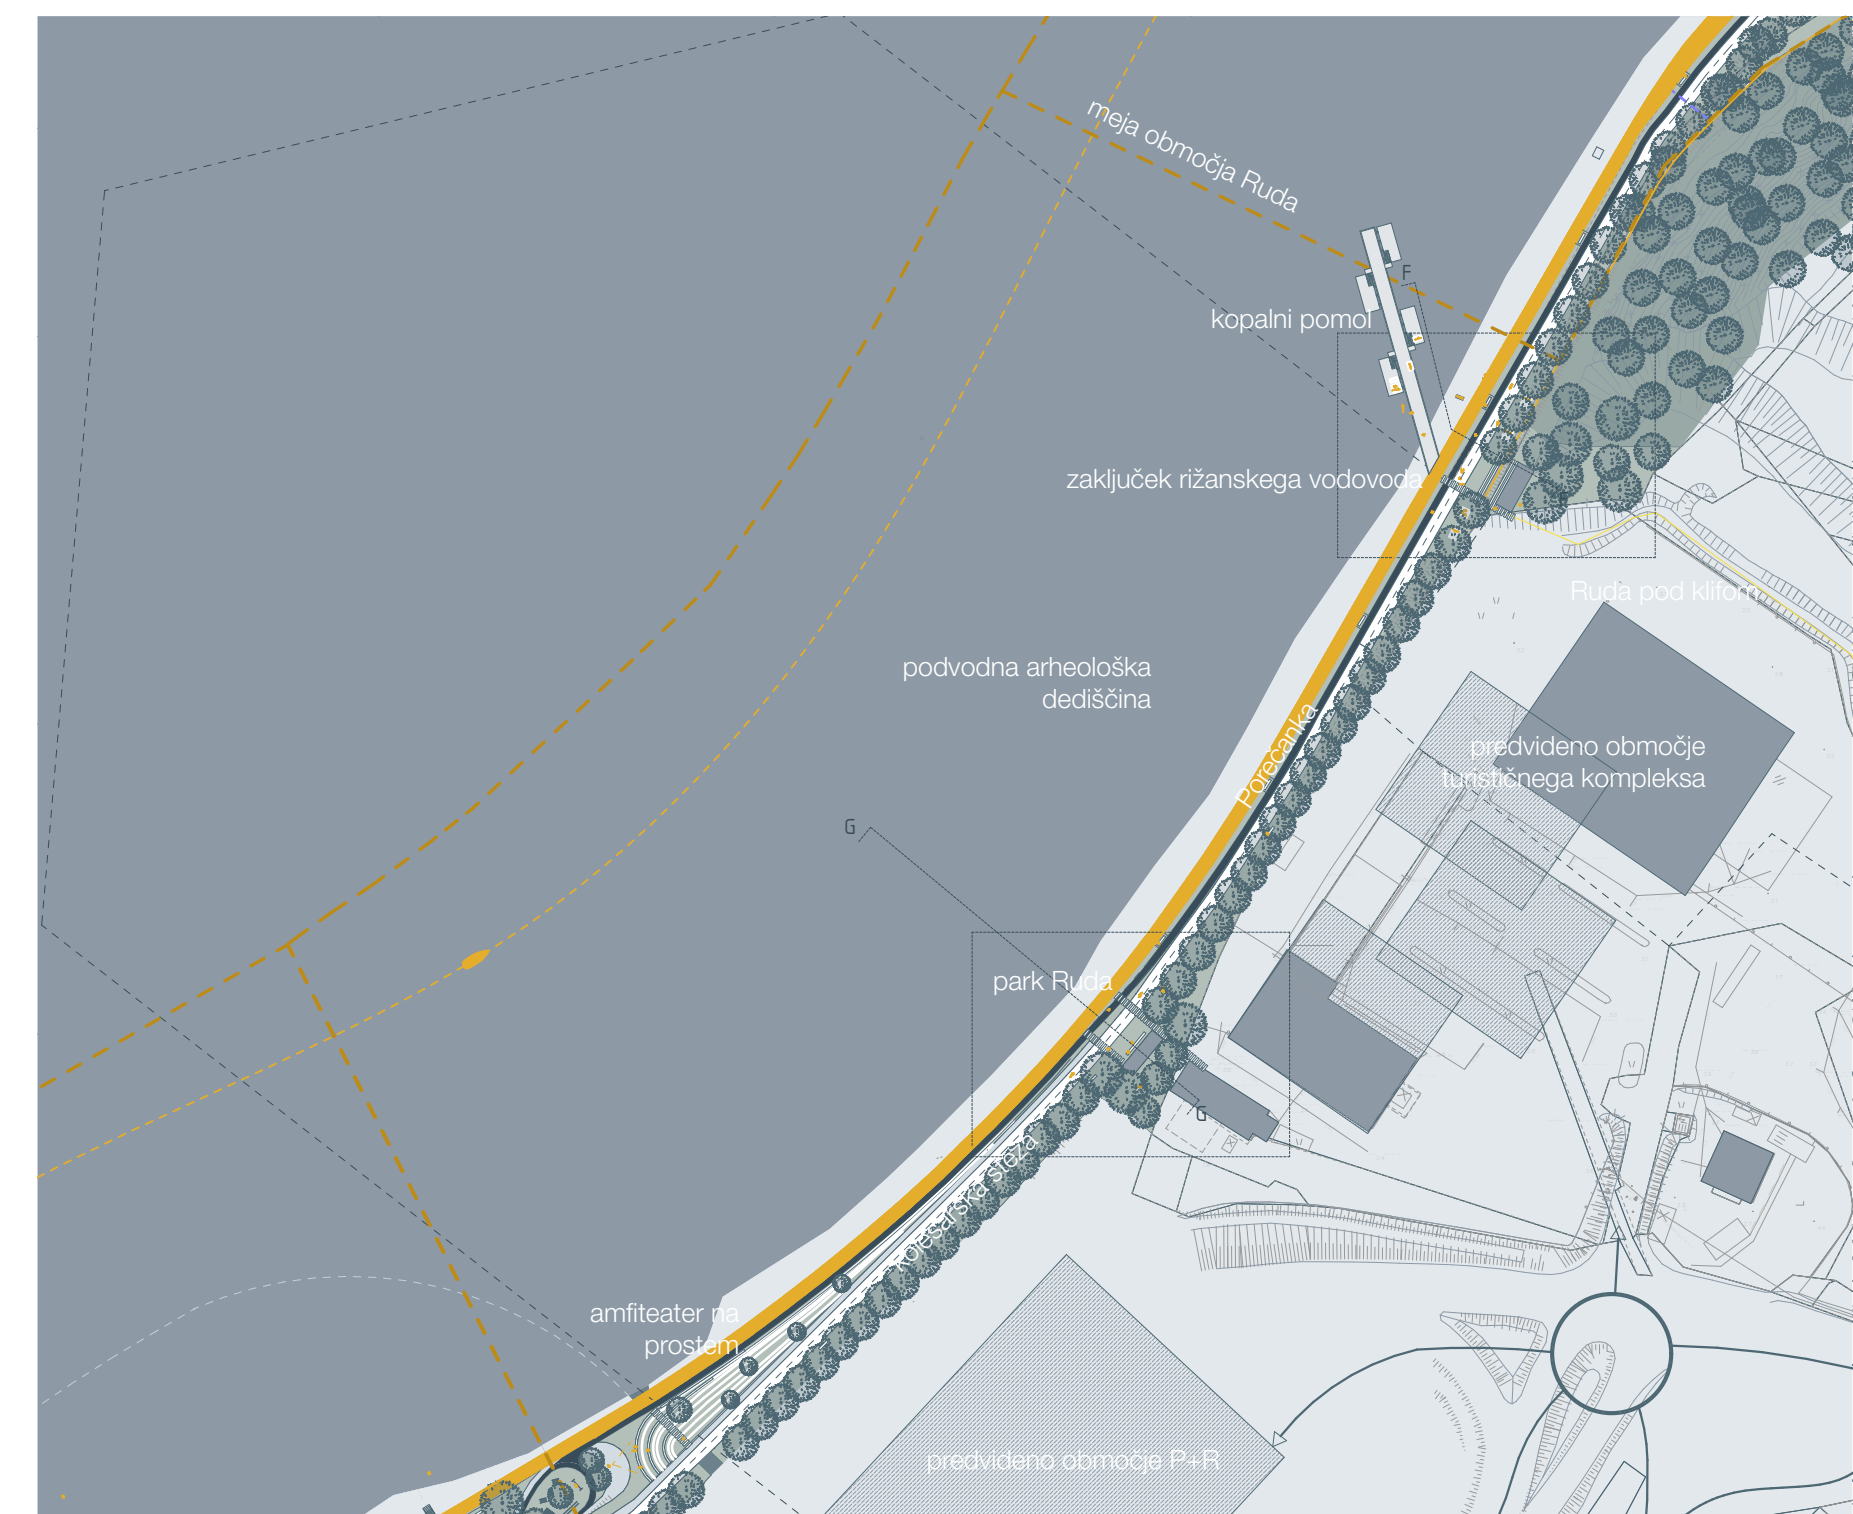 meja območja Ruda
F
kopalni pomol
zaključek rižanskega vodovoda
Ruda pod klifom
podvodna arheološka
dediščina
Porečanka
predvideno območje
turističnega kompleksa
G
park Ruda
G
kolesarska steza
amfiteater na
prostem
predvideno območje P+R